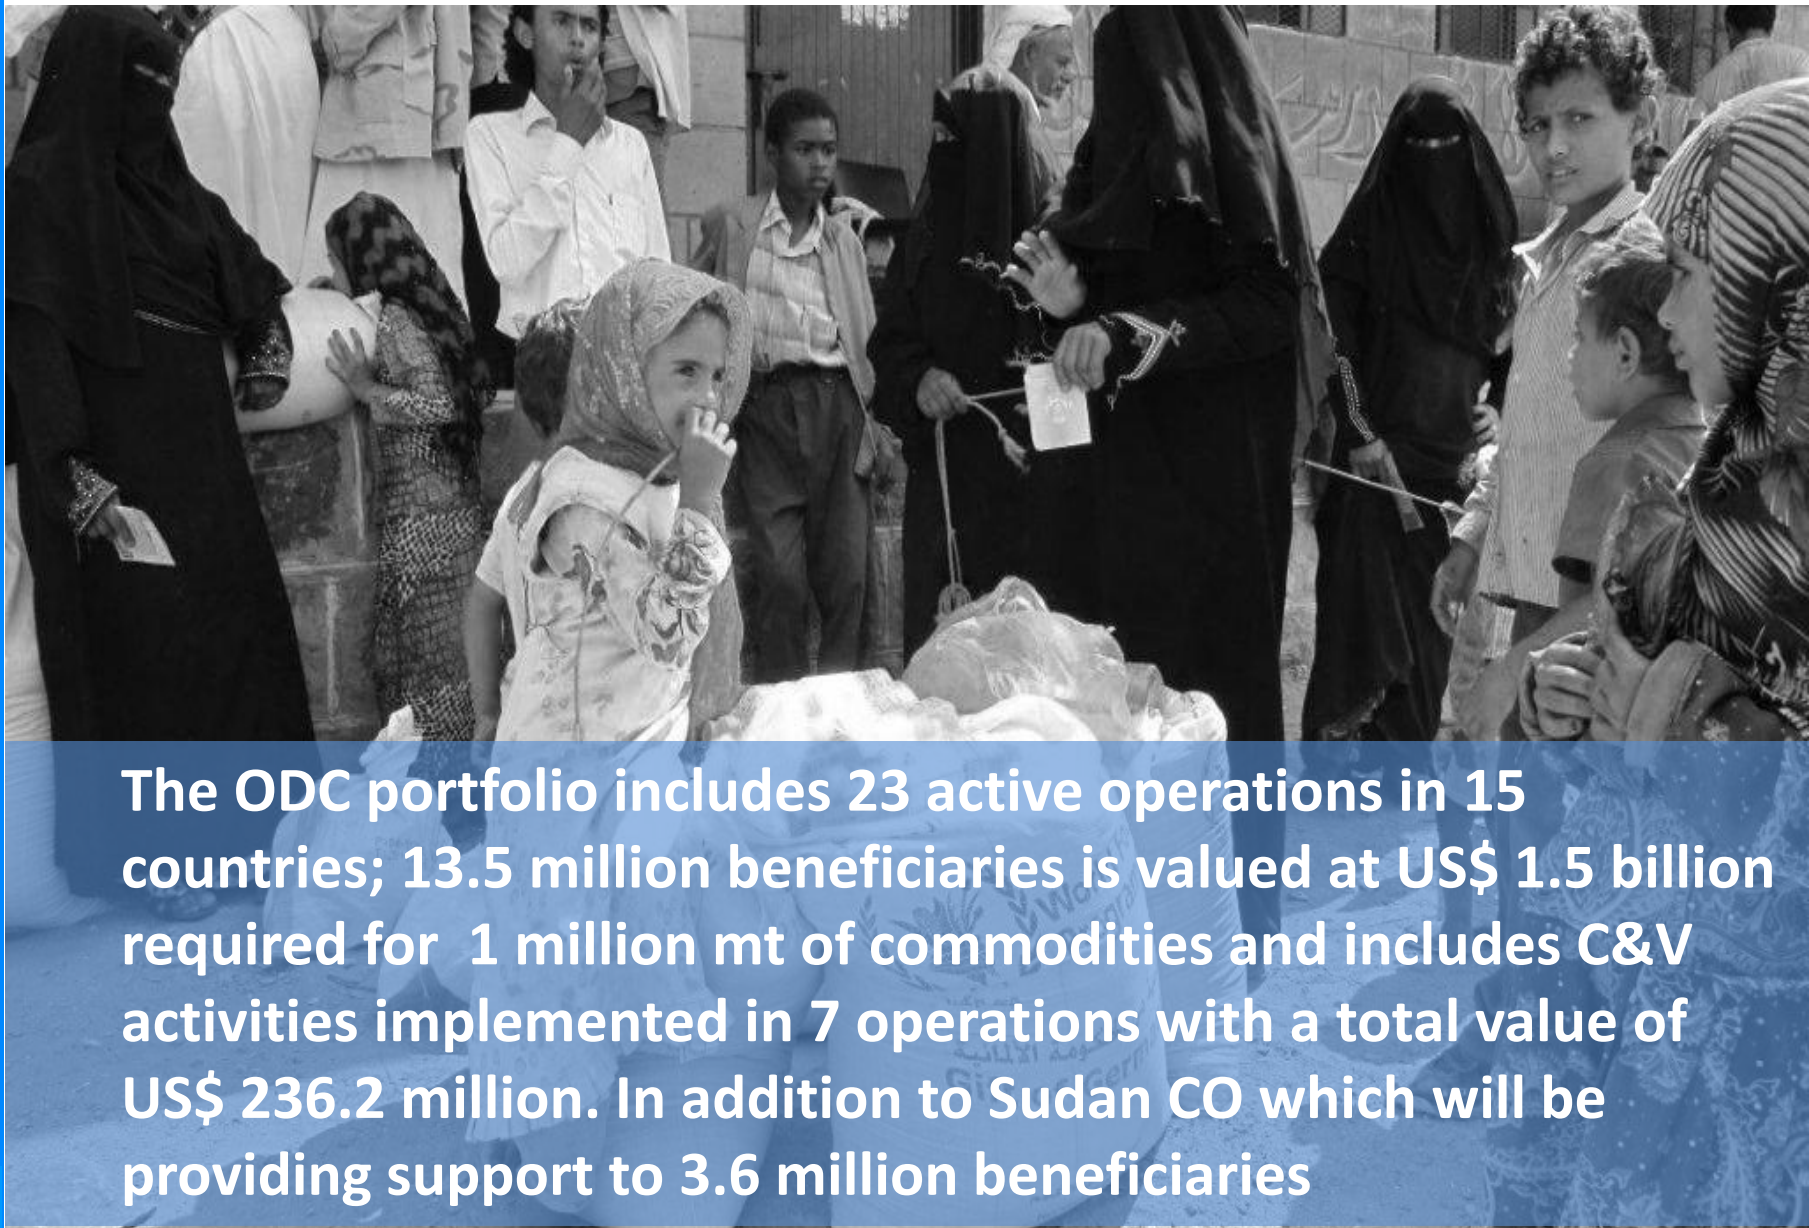 The ODC portfolio includes 23 active operations in 15
countries; 13.5 million beneficiaries is valued at US$ 1.5 billion
required for  1 million mt of commodities and includes C&V
activities implemented in 7 operations with a total value of
US$ 236.2 million. In addition to Sudan CO which will be
providing support to 3.6 million beneficiaries